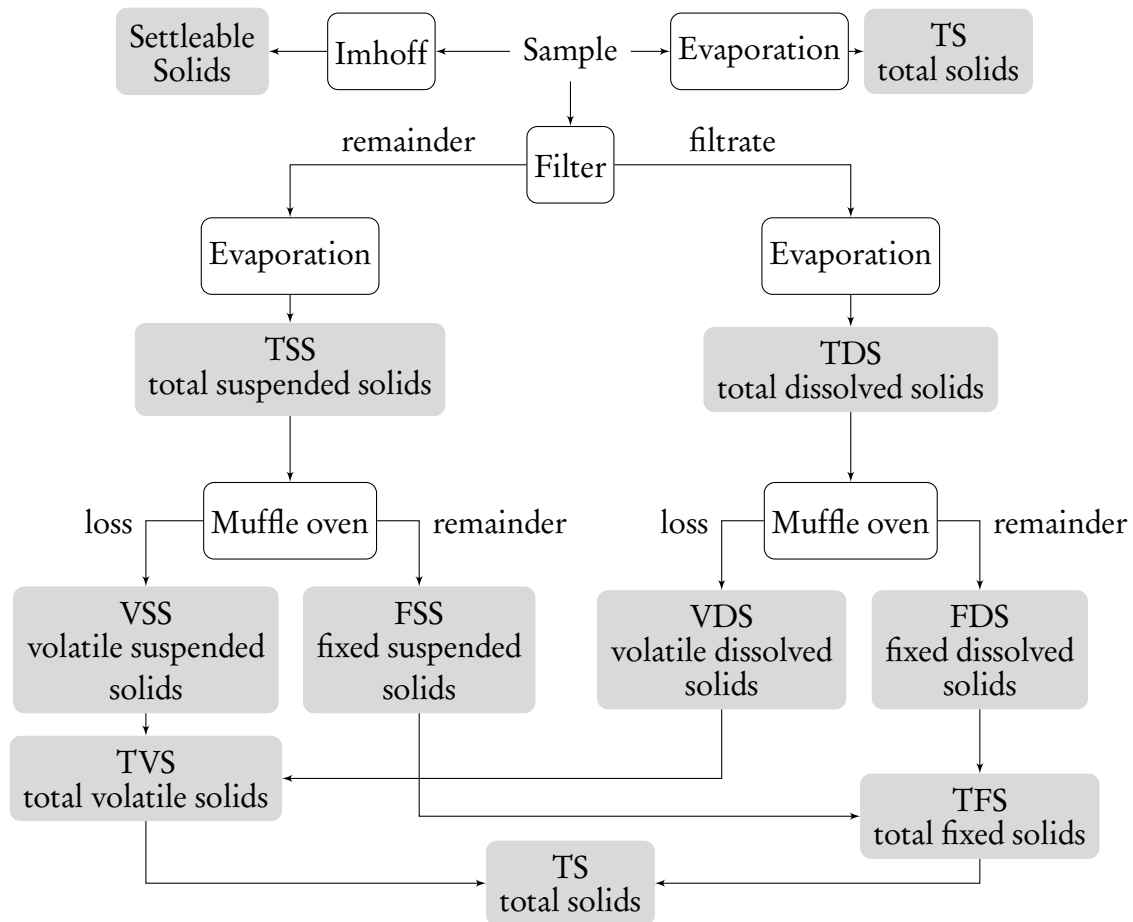 Settleable
Solids
Imhoff
Sample
Evaporation
TS
total solids
remainder
Filter
filtrate
Evaporation
Evaporation
TSS
total suspended solids
TDS
total dissolved solids
loss
Muffle oven
remainder
loss
Muffle oven
remainder
VSS
volatile suspended
solids
FSS
fixed suspended
solids
VDS
volatile dissolved
solids
FDS
fixed dissolved
solids
TVS
total volatile solids
TFS
total fixed solids
TS
total solids